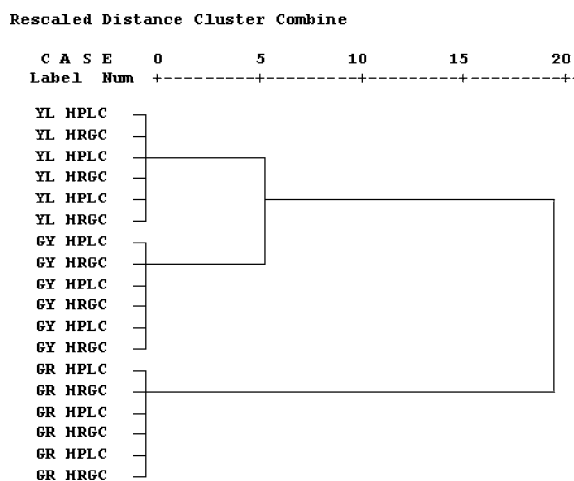 Rescaled Distance Cluster Combine
C A S E 0 5 10 15 20
Label Num +---------+---------+---------+---------+-
YL HPLC
YL HRGC
YL HPLC
YL HRGC
YL HPLC
YL HRGC
GY HPLC
GY HRGC
GY HPLC
GY HRGC
GY HPLC
GY HRGC
GR HPLC
GR HRGC
GR HPLC
GR HRGC
GR HPLC
GR HRGC